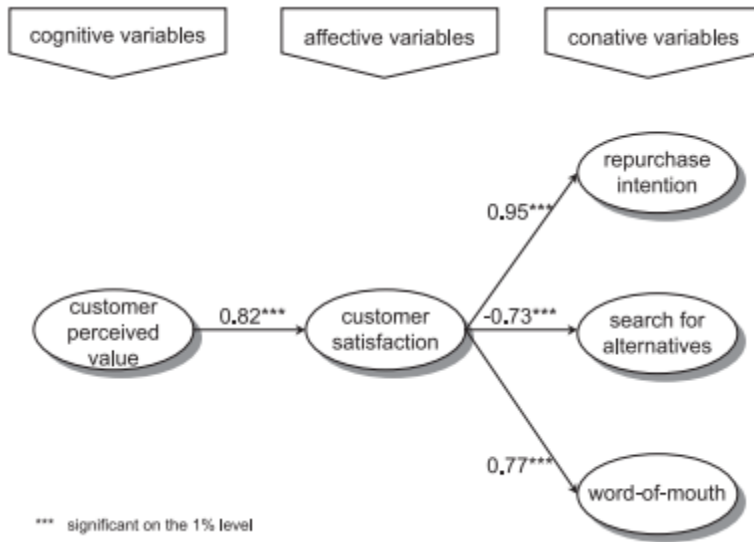 cognitive variables
affective variables
conative variables
repurchase
intention
0.95***
customer
perceived
value
0.82***
customer
satisfaction
-0.73***
search for
alternatives
0.77***
word-of-mouth
*** significant on the 1% level